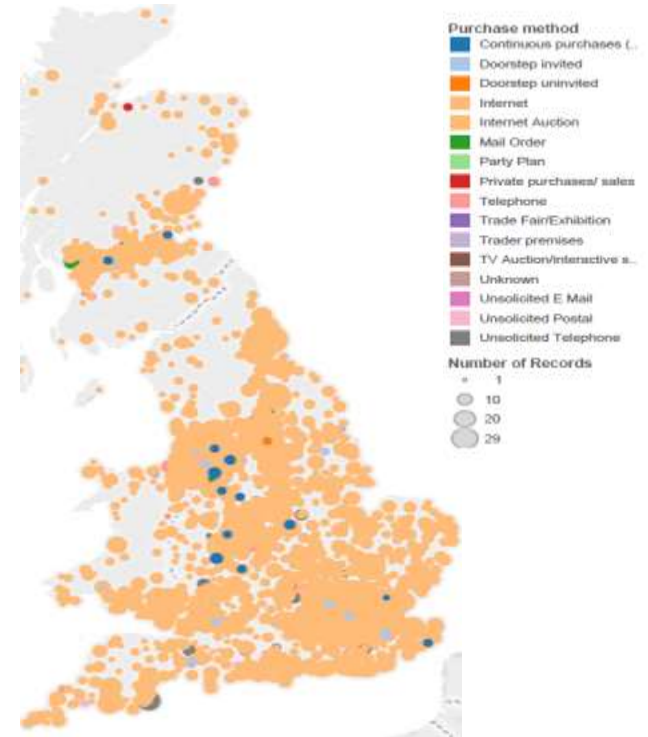 Purchase method
Continuous purchases (..
Doorstep invited
Doorstep uninvited
Internet
Internet Auction
Mail Order
Party Plan
Private purchases/ sales
Telephone
Trade Fair/Exhibition
Trader premises
TV Auction/interactive s..
Unknown
Unsolicited E Mail
Unsolicited Postal
Unsolicited Telephone
Number of Records
1
10
20
29